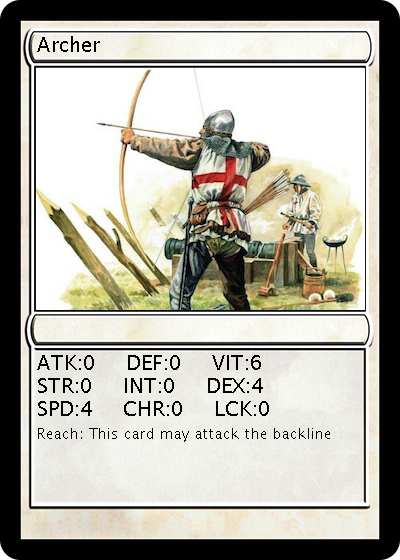 Archer
ATK:0 DEF:0 VIT:6
STR:0 INT:0 DEX:4
SPD:4 CHR:0 LCK:0
Reach: This card may attack the backline